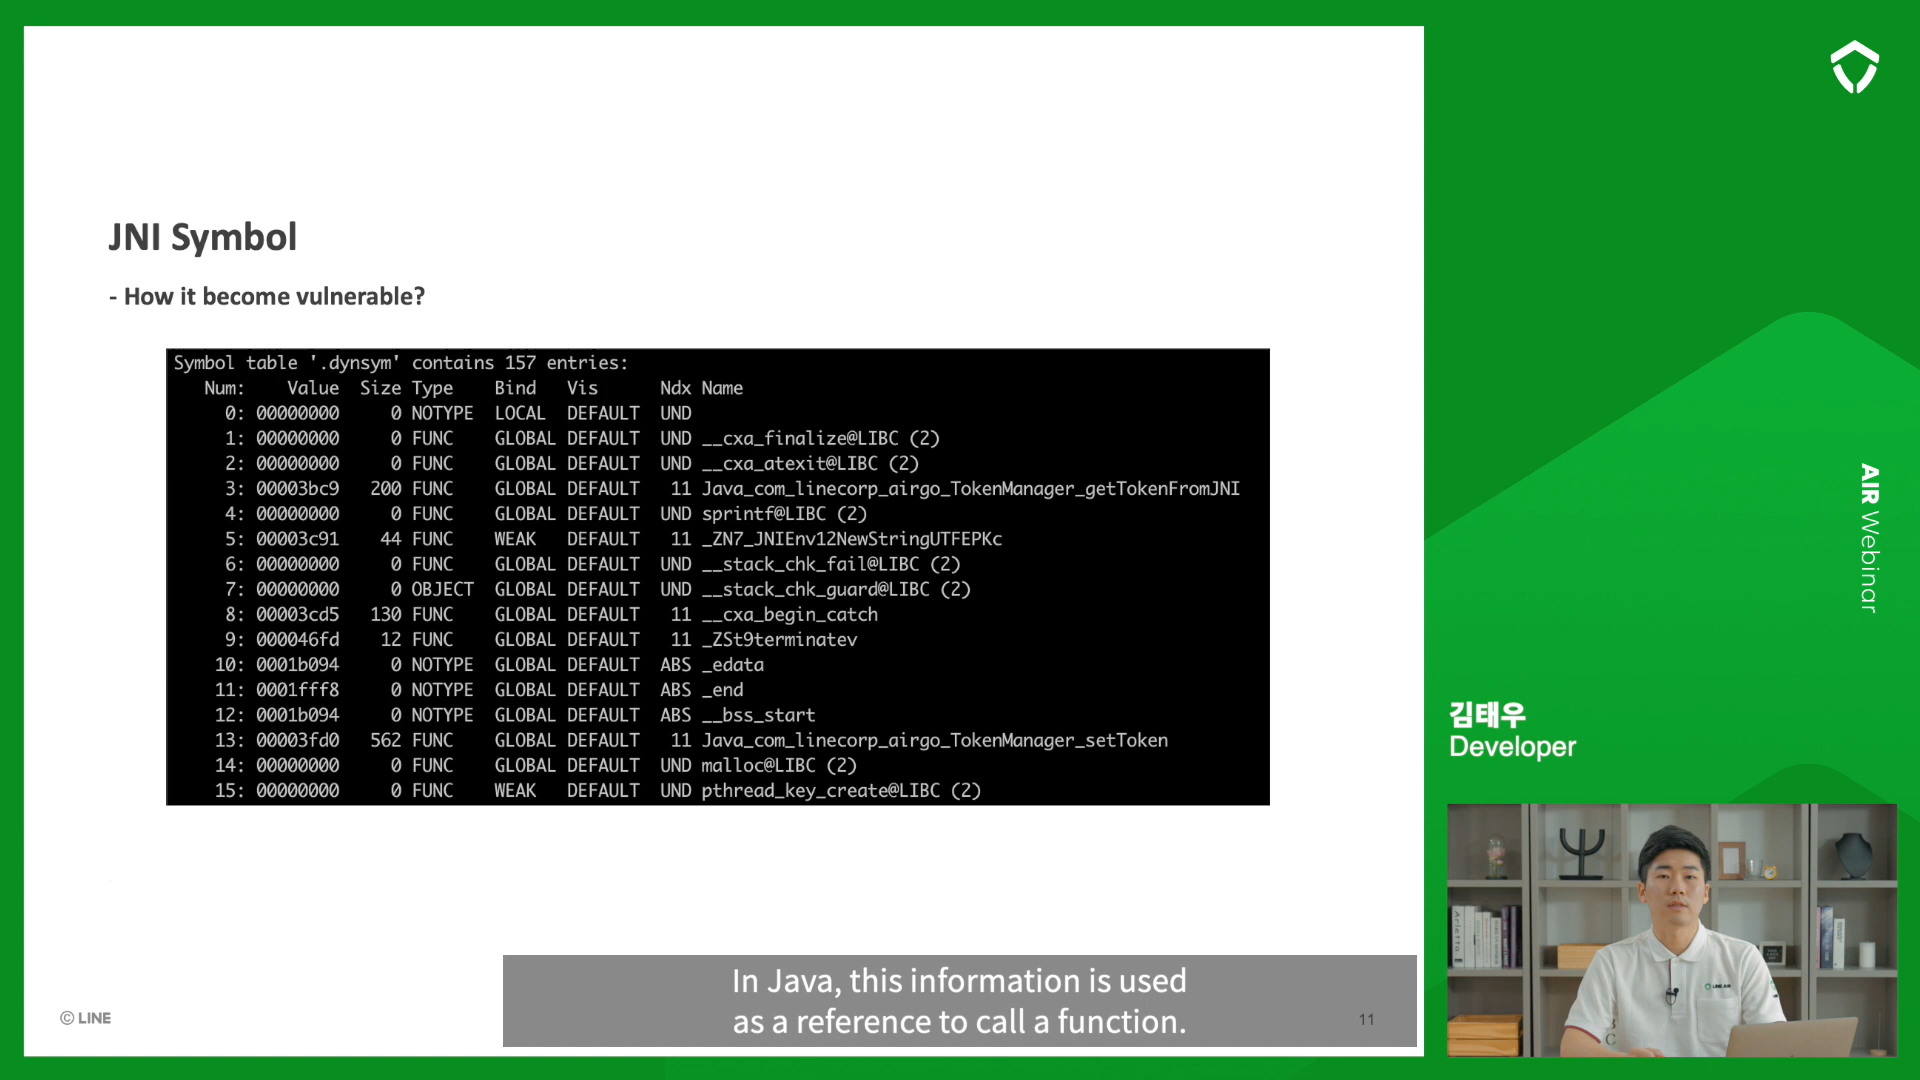 JNI Symbol
- How it become vulnerable?
Symbol table '.dynsym' contains 157 entries:
Num: Value Size Type Bind Vis Ndx Name
0: 00000000 0 NOTYPE LOCAL DEFAULT UND
1: 00000000 0 FUNC GLOBAL DEFAULT UND __cxa_finalize@LIBC (2)
2: 00000000 0 FUNC GLOBAL DEFAULT UND __cxa_atexit@LIBC (2)
3: 00003bc9 200 FUNC GLOBAL DEFAULT 11 Java_com_linecorp_airgo_TokenManager_getTokenFromJNI
4: 00000000 0 FUNC GLOBAL DEFAULT UND sprintf@LIBC (2)
5: 00003c91 44 FUNC WEAK DEFAULT 11 _ZN7_JNIEnv12NewStringUTFEPKc
6: 00000000 0 FUNC GLOBAL DEFAULT UND __stack_chk_fail@LIBC (2)
7: 00000000 0 OBJECT GLOBAL DEFAULT UND __stack_chk_guard@LIBC (2)
8: 00003cd5 130 FUNC GLOBAL DEFAULT 11 __cxa_begin_catch
9: 000046fd 12 FUNC GLOBAL DEFAULT 11 _ZSt9terminatev
10: 0001b094 0 NOTYPE GLOBAL DEFAULT ABS _edata
11: 0001fff8 0 NOTYPE GLOBAL DEFAULT ABS _end
12: 0001b094 0 NOTYPE GLOBAL DEFAULT ABS __bss_start
13: 00003fd0 562 FUNC GLOBAL DEFAULT 11 Java_com_linecorp_airgo_TokenManager_setToken
14: 00000000 0 FUNC GLOBAL DEFAULT UND malloc@LIBC (2)
15: 00000000 0 FUNC WEAK DEFAULT UND pthread_key_create@LIBC (2)
In Java, this information is used
as a reference to call a function.
© LINE
11
AIR Webinar
김태우
Developer